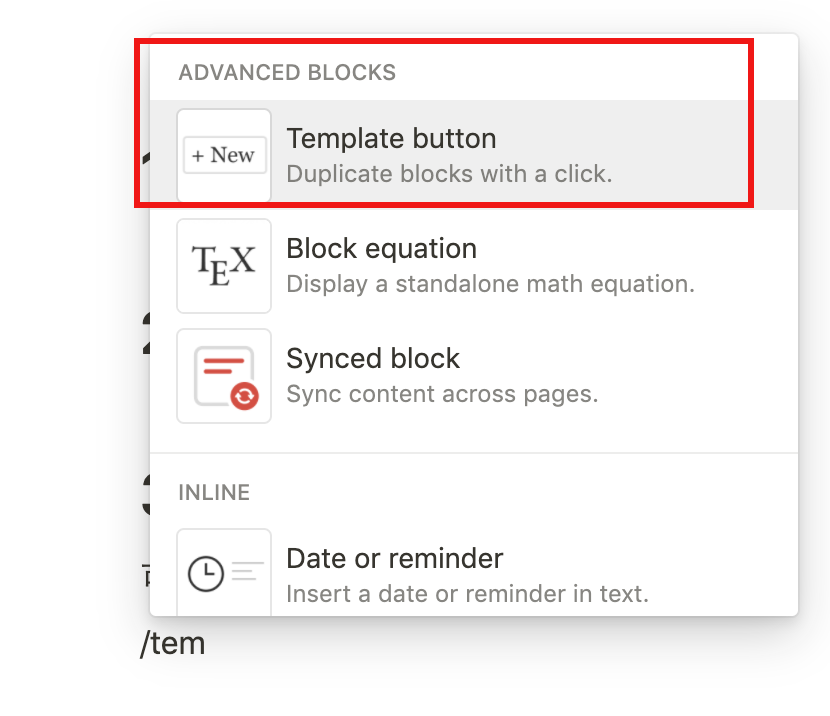 ADVANCED BLOCKS
+ New
Template button
Duplicate blocks with a click.
TEX
Block equation
Display a standalone math equation.
Synced block
Sync content across pages.
INLINE
Date or reminder
Insert a date or reminder in text.
/tem